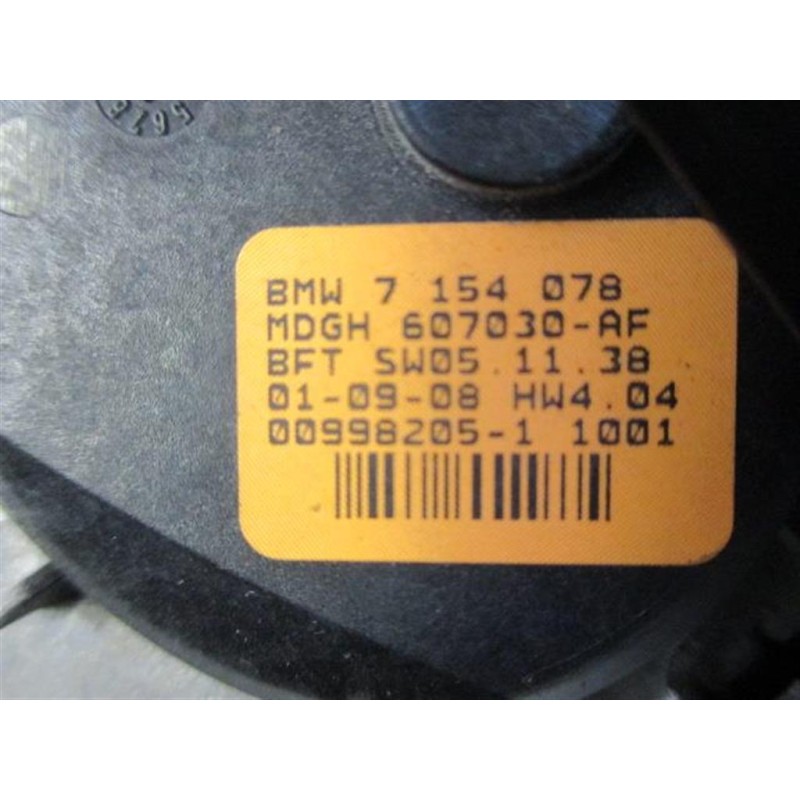 BMW 7 154 078
MDGH 607030-AF
BFT SW05.11.38
01-09-08 HW4.04
00998205-1 1001